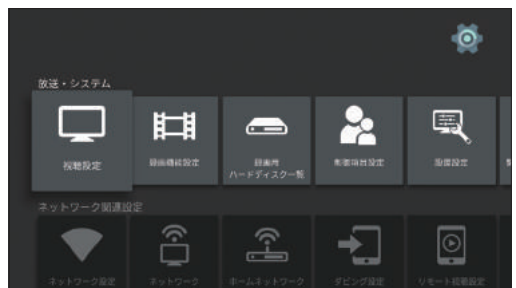 放送・システム
視聴設定
録画機能設定
録画用
ハードディスク一覧
制限項目設定
設置設定
ネットワーク関連設定
ネットワーク設定
ネットワーク
ホームネットワーク
ダビング設定
リモート視聴設定